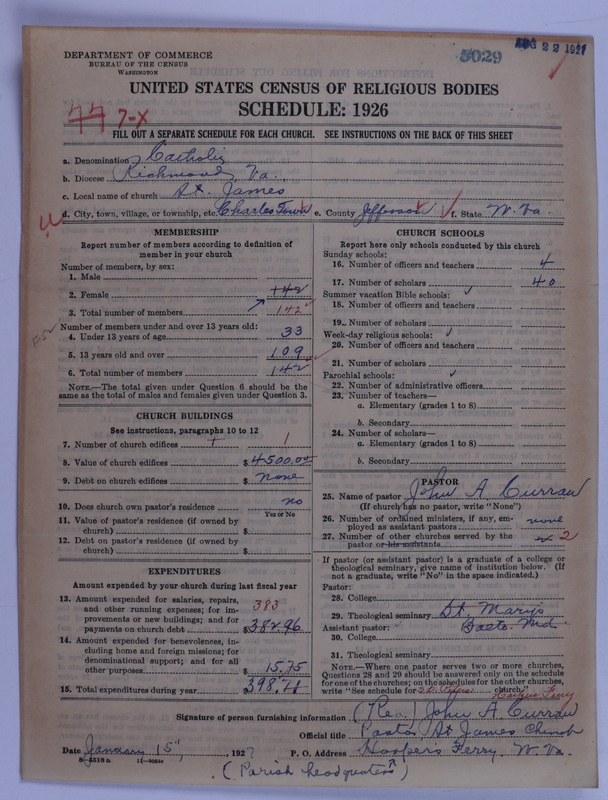 DEPARTMENT OF COMMERCE
BUREAU OF THE CENSUS
WASHINGTON
5029
AUG 22 1927
UNITED STATES CENSUS OF RELIGIOUS BODIES
SCHEDULE: 1926
77 7-X
FILL OUT A SEPARATE SCHEDULE FOR EACH CHURCH. SEE INSTRUCTIONS ON THE BACK OF THIS SHEET
a. Denomination Catholic
b. Diocese Richmond, Va.
c. Local name of church St. James
d. City, town, village, or township, etc. Charles Town e. County Jefferson f. State W. Va.
MEMBERSHIP
Report number of members according to definition of
member in your church
Number of members, by sex:
1. Male
2. Female 142
3. Total number of members 142
Number of members under and over 13 years old:
4. Under 13 years of age 33
5. 13 years old and over 109
6. Total number of members 142
NOTE.—The total given under Question 6 should be
same as the total of males and females given under Question 3.
CHURCH BUILDINGS
See instructions, paragraphs 10 to 12
7. Number of church edifices 1
8. Value of church edifices $4500.00
9. Debt on church edifices $ none
10. Does church own pastor's residence? no
Yes or No
11. Value of pastor's residence (if owned by
church) $
12. Debt on pastor's residence (if owned by
church) $
EXPENDITURES
Amount expended by your church during last fiscal year
13. Amount expended for salaries, repairs, 383
and other running expenses; for im-
provements or new buildings; and for
payments on church debt $382.96
14. Amount expended for benevolences, in-
cluding home and foreign missions; for
denominational support; and for all
other purposes $15.75
15. Total expenditures during year 398.71
CHURCH SCHOOLS
Report here only schools conducted by this church
Sunday schools:
16. Number of officers and teachers 4
17. Number of scholars 40
Summer vacation Bible schools:
18. Number of officers and teachers
19. Number of scholars
Week-day religious schools:
20. Number of officers and teachers
21. Number of scholars
Parochial schools:
22. Number of administrative officers
23. Number of teachers—
a. Elementary (grades 1 to 8)
b. Secondary
24. Number of scholars—
a. Elementary (grades 1 to 8)
b. Secondary
PASTOR
25. Name of pastor John A. Curran
(If church has no pastor, write "None")
26. Number of ordained ministers, if any, em-
ployed as assistant pastors none
27. Number of other churches served by the
pastor or his assistants 2
If pastor (or assistant pastor) is a graduate of a college or
theological seminary, give name of institution below. (If
not a graduate, write "No" in the space indicated.)
Pastor:
28. College
29. Theological seminary St. Mary's
Assistant pastor: Balto. Md.
30. College
31. Theological seminary
NOTE.—Where one pastor serves two or more churches,
Questions 28 and 29 should be answered only on the schedule
for one of the churches; on the schedules for the other churches,
write "See schedule for church."
Signature of person furnishing information (Rev.) John A. Curran
Official title Pastor, St James Church
Date January 15, 1927 P. O. Address Harpers Ferry, W. Va.
8-5518a
(Parish headquarters)